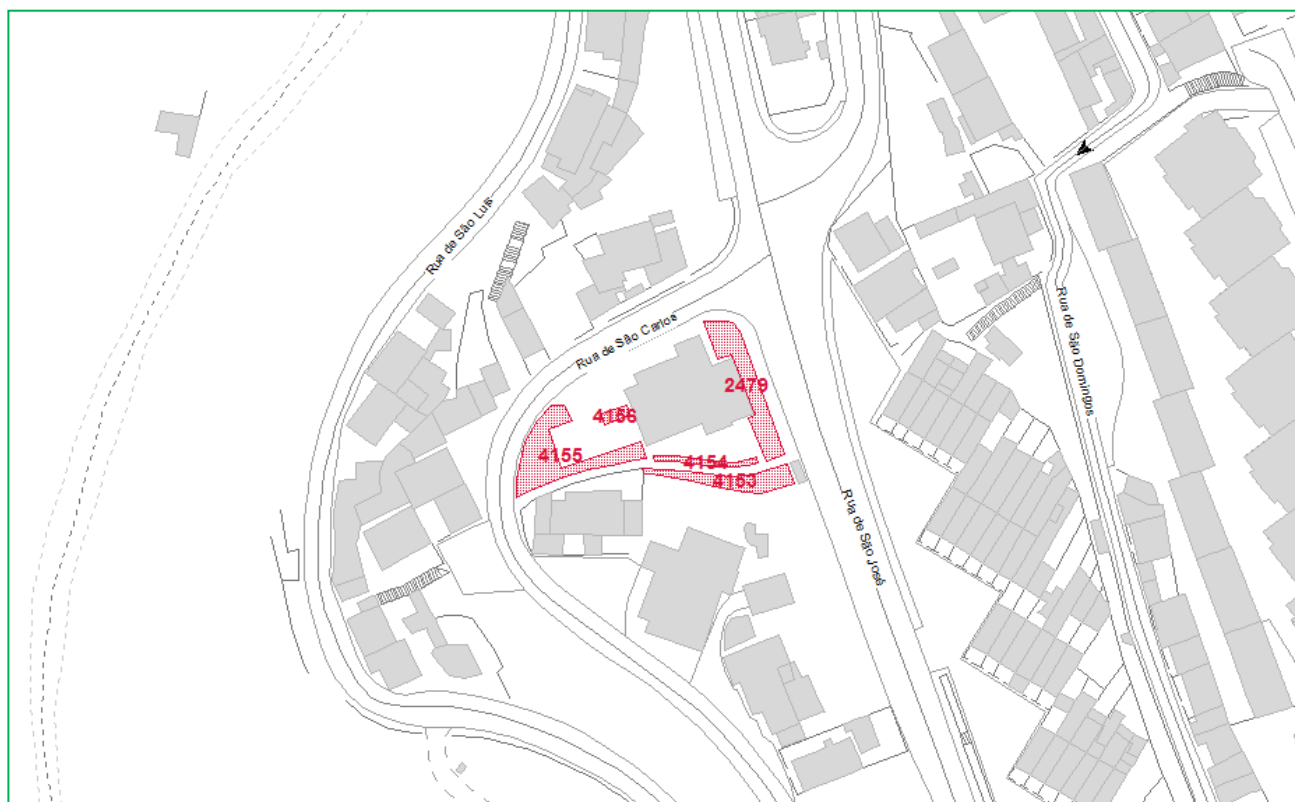 Rua de São Luís
Rua de São Carlos
Rua de São Domingos
2479
4156
4155
4154
4153
Rua de São José